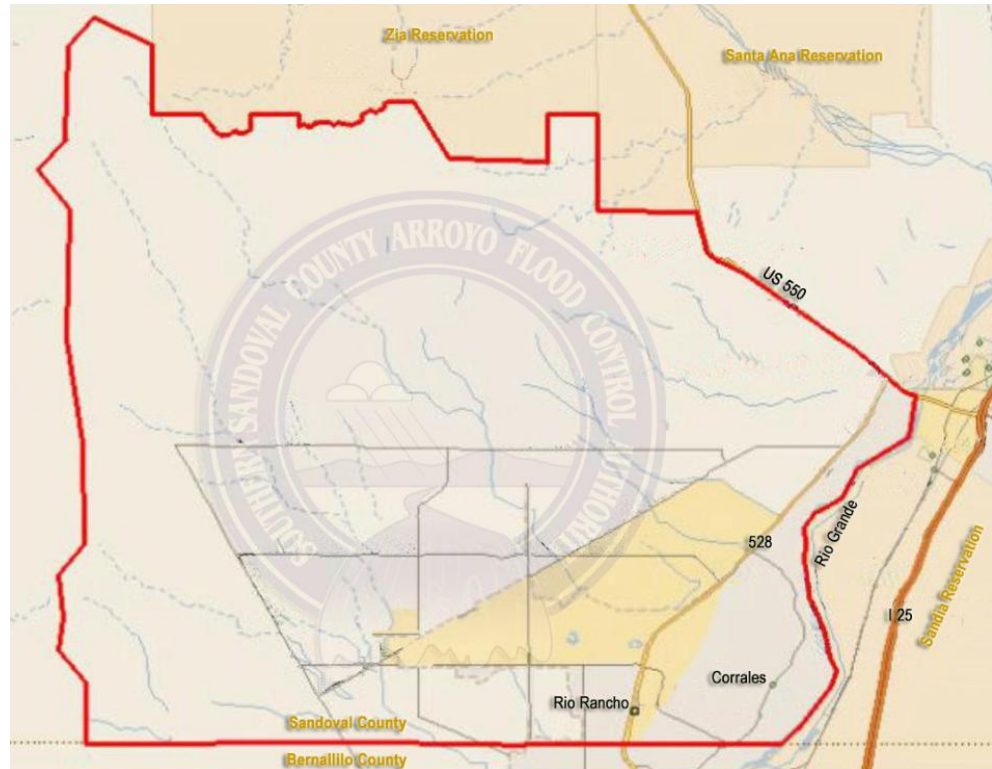 Zia Reservation
Santa Ana Reservation
SOUTHERN SANDOVAL COUNTY ARROYO FLOOD CONTROL AUTHORITY
US 550
528
Rio Grande
I 25
Sandia Reservation
Corrales
Rio Rancho
Sandoval County
Bernallilo County